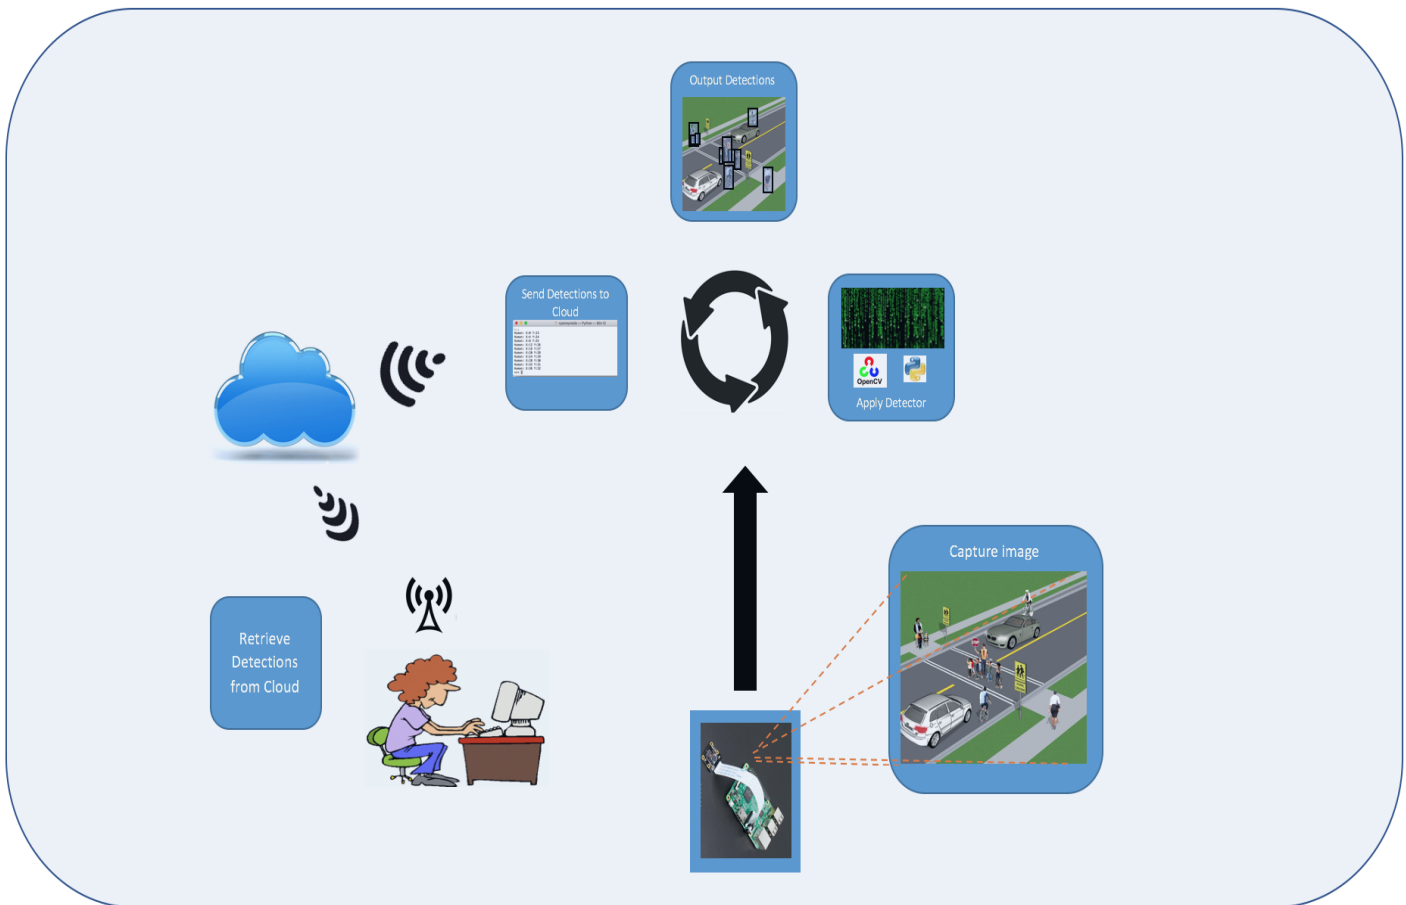 Output Detections
Send Detections to
Cloud
OpenCV
Apply Detector
Capture image
Retrieve
Detections
from Cloud